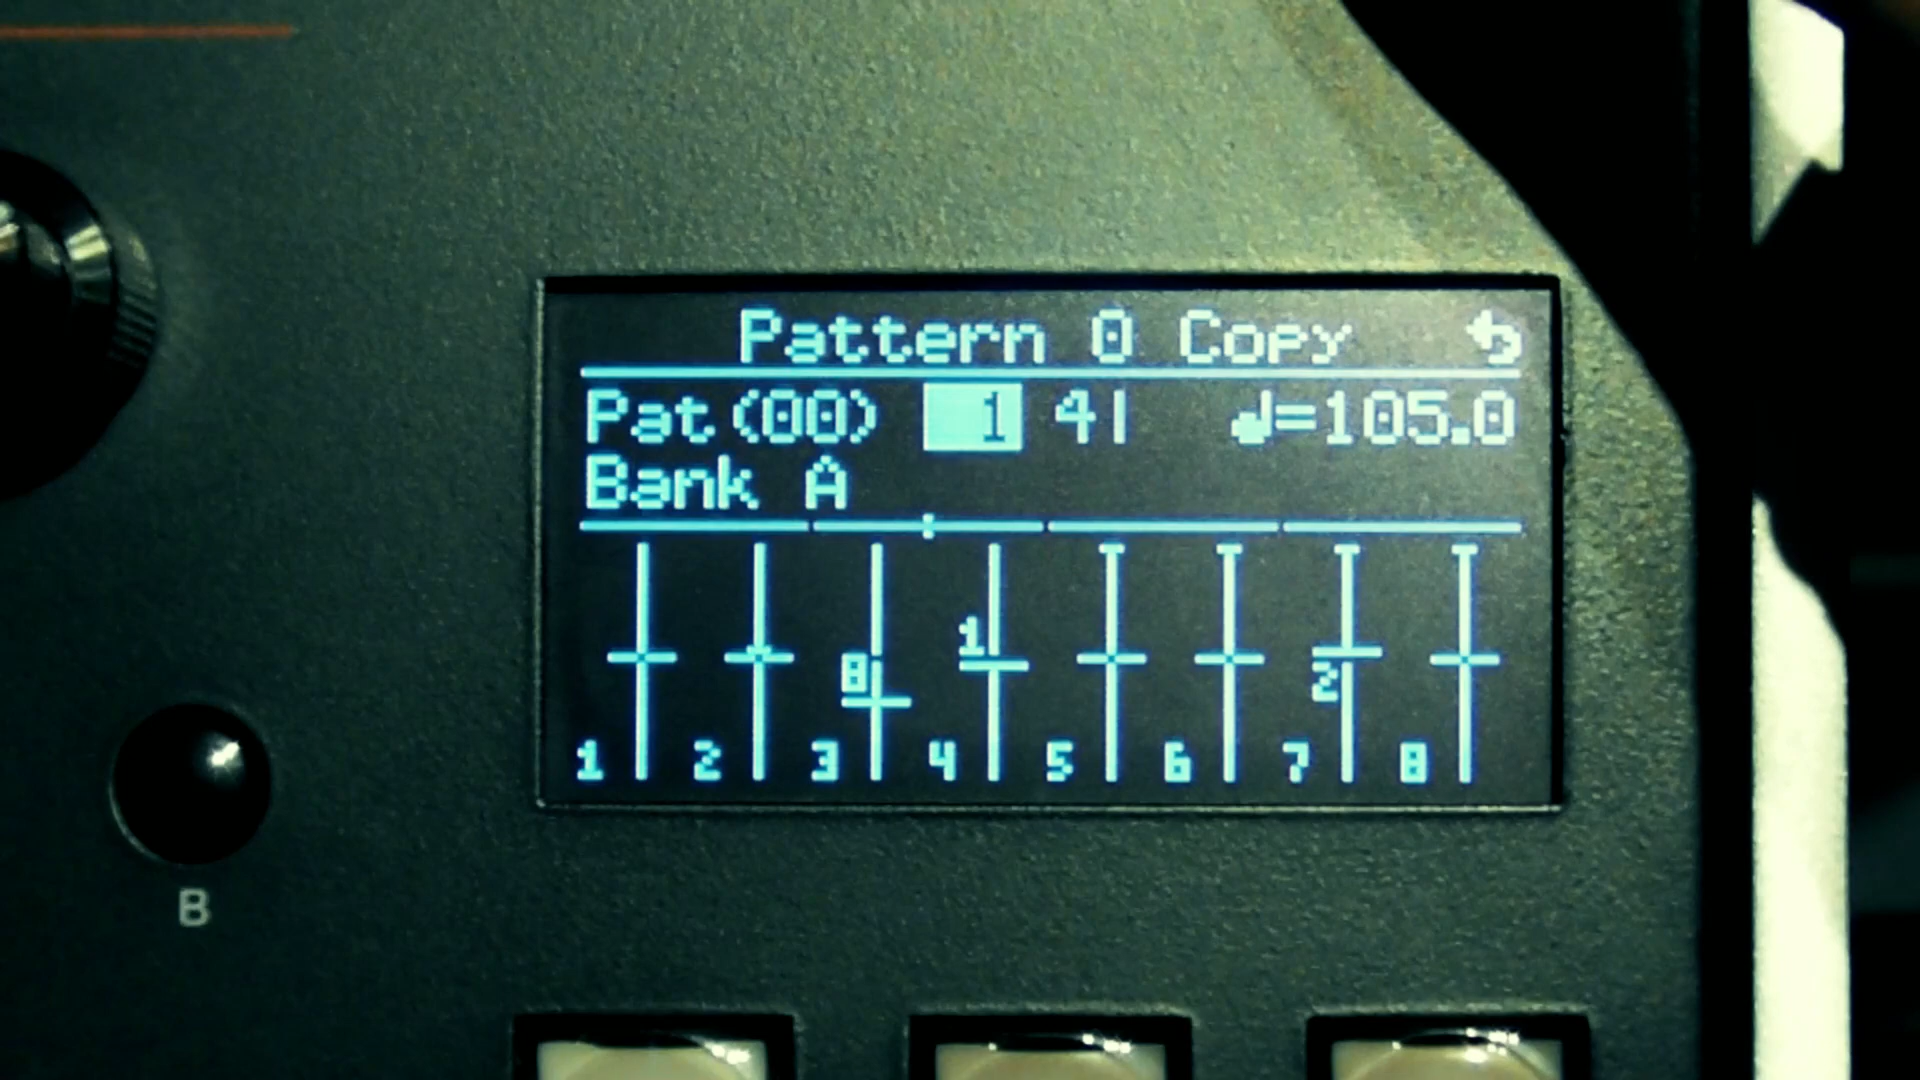 Pattern 0 Copy
Pat(00) 1 4| ♩=105.0
Bank A
8 1 2
1 2 3 4 5 6 7 8
B